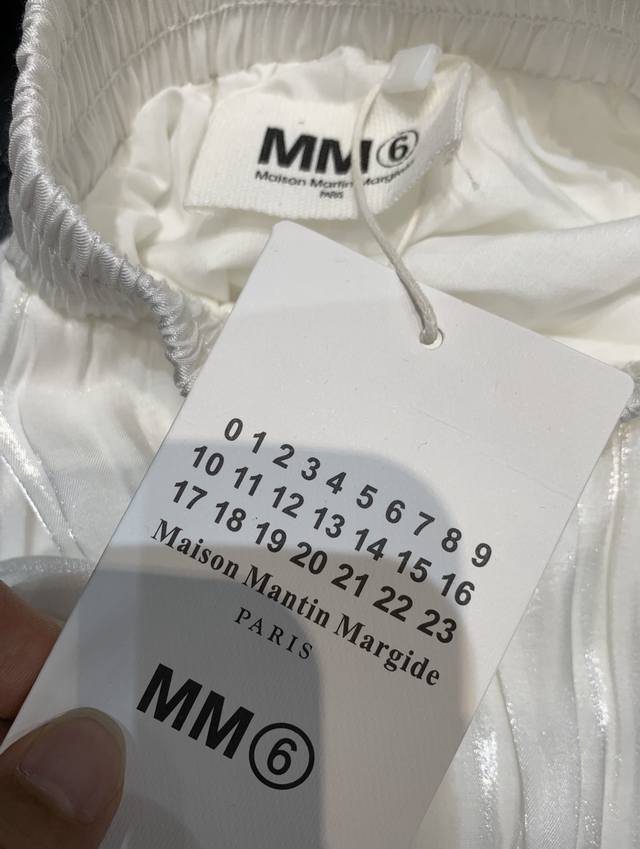 MM⑥
Maison Martin
PARIS
0 1 2 3 4 5 6 7 8 9
10 11 12 13 14 15 16
17 18 19 20 21 22 23
Maison Mantin Margide
PARIS
MM⑥